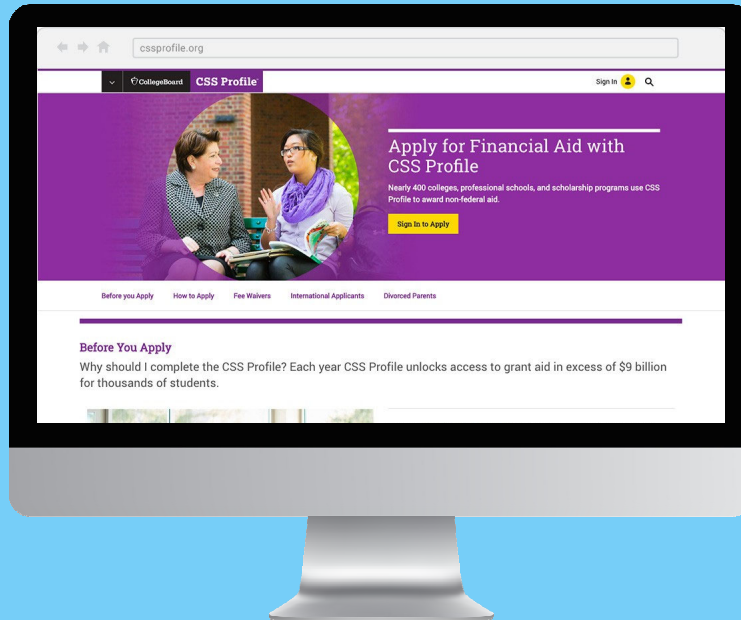 cssprofile.org
CollegeBoard CSS Profile
Sign In
Apply for Financial Aid with
CSS Profile
Nearly 400 colleges, professional schools, and scholarship programs use CSS
Profile to award non-federal aid.
Sign In to Apply
Before you Apply How to Apply Fee Waivers International Applicants Divorced Parents
Before You Apply
Why should I complete the CSS Profile? Each year CSS Profile unlocks access to grant aid in excess of $9 billion
for thousands of students.